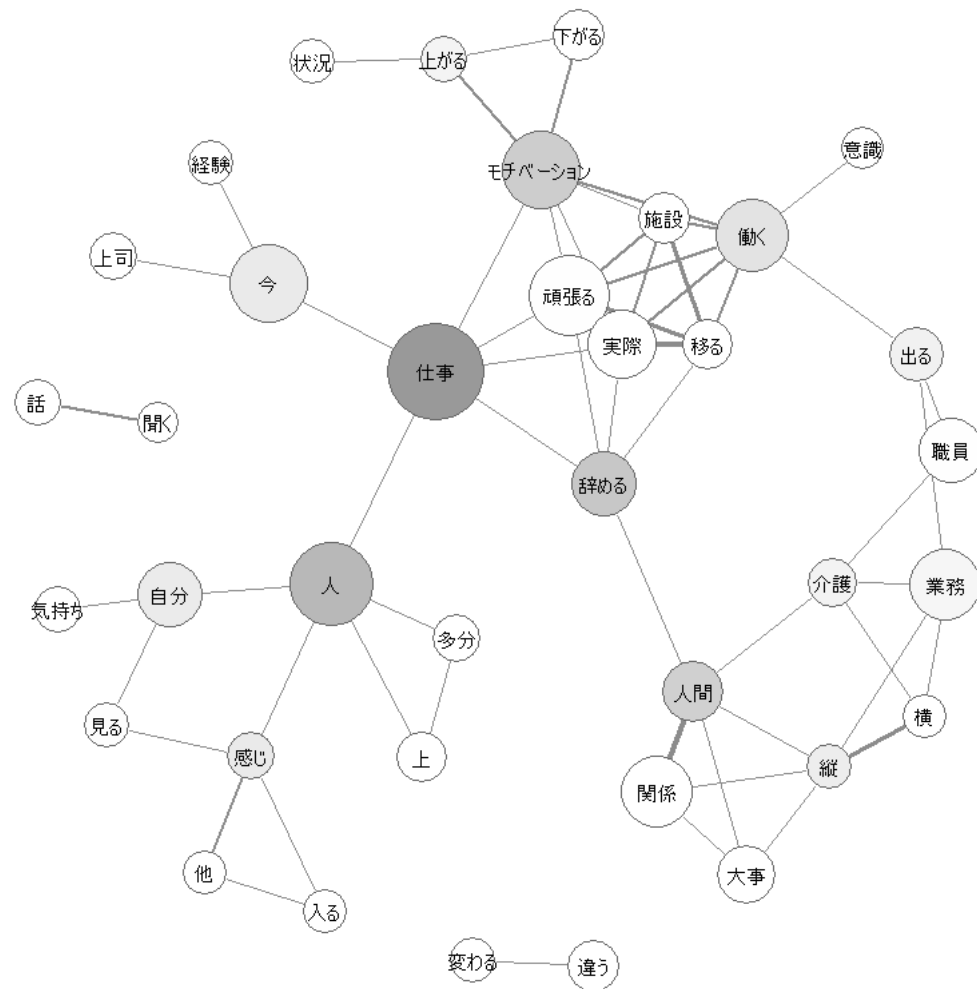 下がる
状況
上がる
モチベーション
経験
意識
施設
働く
上司
今
頑張る
実際
移る
出る
仕事
話
聞く
職員
辞める
人
自分
気持ち
介護
業務
多分
人間
横
見る
感じ
上
縦
関係
他
大事
入る
変わる
違う